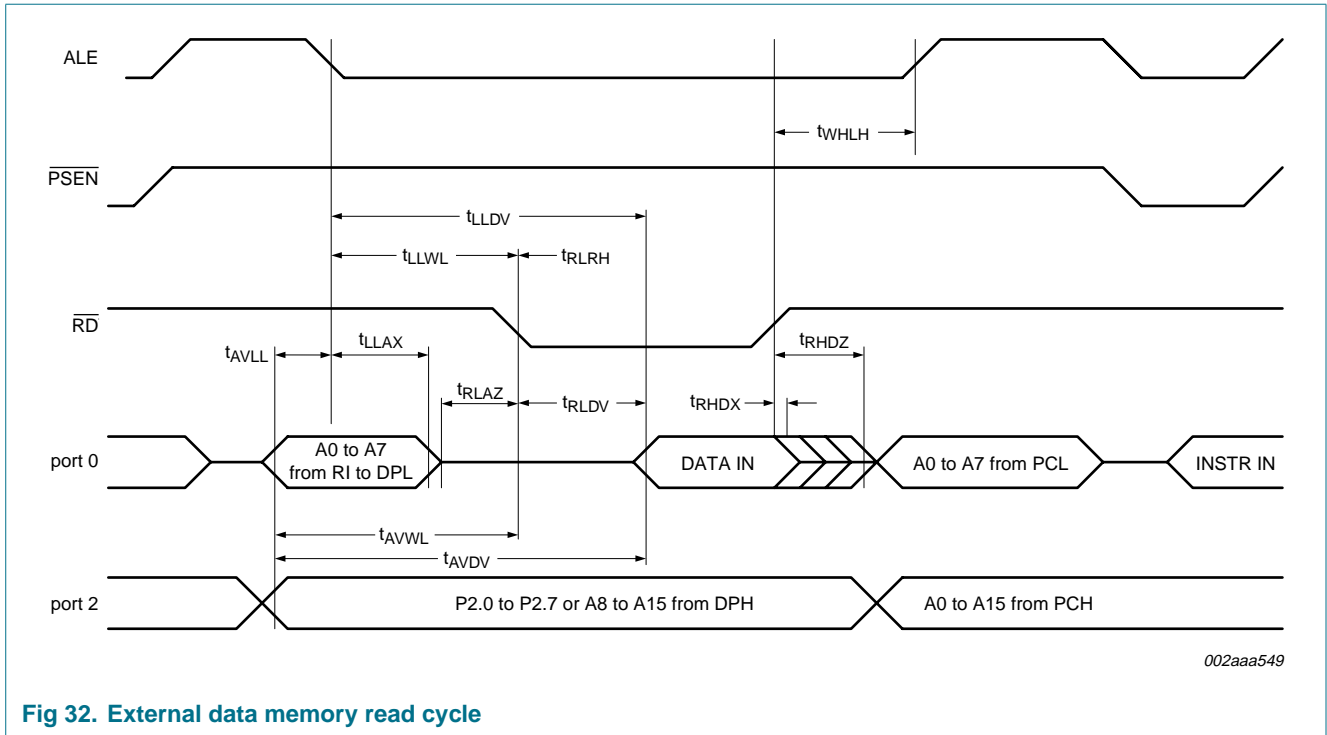 ALE
tWHLH
PSEN
tLLDV
tLLWL
tRLRH
RD
tAVLL
tLLAX
tRHDZ
tRLAZ
tRLDV
tRHDX
port 0
A0 to A7
from RI to DPL
DATA IN
A0 to A7 from PCL
INSTR IN
tAVWL
tAVDV
port 2
P2.0 to P2.7 or A8 to A15 from DPH
A0 to A15 from PCH
002aaa549
Fig 32. External data memory read cycle